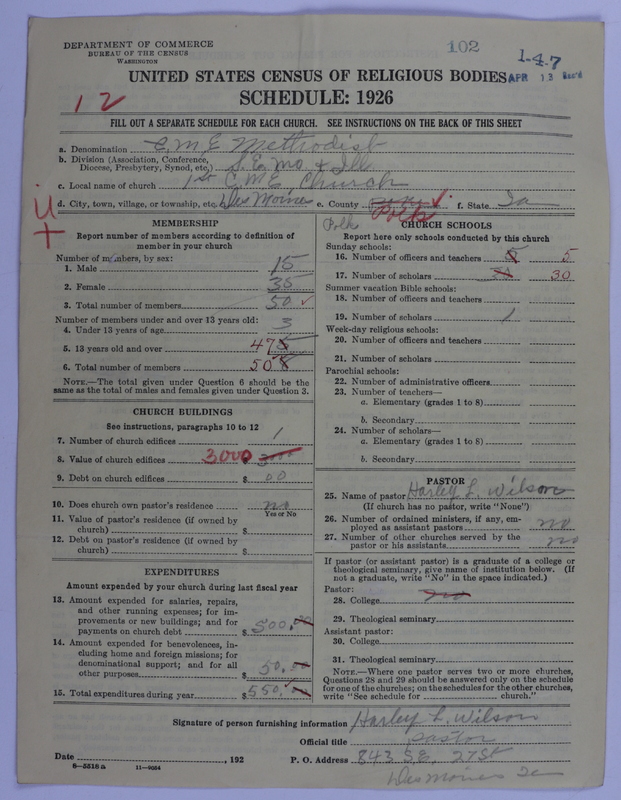 DEPARTMENT OF COMMERCE
BUREAU OF THE CENSUS
WASHINGTON
102
1-4-7
APR 13 Rec'd
UNITED STATES CENSUS OF RELIGIOUS BODIES
SCHEDULE: 1926
12
FILL OUT A SEPARATE SCHEDULE FOR EACH CHURCH. SEE INSTRUCTIONS ON THE BACK OF THIS SHEET
a. Denomination C.M.E. Methodist
b. Division (Association, Conference, Diocese, Presbytery, Synod, etc.) S.E. Mo. & Ill
c. Local name of church 1st C.M.E. Church
d. City, town, village, or township, etc. Des Moines e. County Polk f. State Ia
Polk
MEMBERSHIP
Report number of members according to definition of member in your church
Number of members, by sex:
1. Male 15
2. Female 35
3. Total number of members 50
Number of members under and over 13 years old:
4. Under 13 years of age 3
5. 13 years old and over 47
6. Total number of members 50
NOTE.—The total given under Question 6 should be the same as the total of males and females given under Question 3.
CHURCH BUILDINGS
See instructions, paragraphs 10 to 12
7. Number of church edifices 1
8. Value of church edifices 3000 $ 3000
9. Debt on church edifices $ 00
10. Does church own pastor's residence no
Yes or No
11. Value of pastor's residence (if owned by church) $
12. Debt on pastor's residence (if owned by church) $
EXPENDITURES
Amount expended by your church during last fiscal year
13. Amount expended for salaries, repairs, and other running expenses; for improvements or new buildings; and for payments on church debt $ 500.00
14. Amount expended for benevolences, including home and foreign missions; for denominational support; and for all other purposes $ 50.00
15. Total expenditures during year $ 550.00
CHURCH SCHOOLS
Report here only schools conducted by this church
Sunday schools:
16. Number of officers and teachers 5 5
17. Number of scholars 30 30
Summer vacation Bible schools:
18. Number of officers and teachers
19. Number of scholars 1
Week-day religious schools:
20. Number of officers and teachers
21. Number of scholars
Parochial schools:
22. Number of administrative officers
23. Number of teachers—
a. Elementary (grades 1 to 8)
b. Secondary
24. Number of scholars—
a. Elementary (grades 1 to 8)
b. Secondary
PASTOR
25. Name of pastor Harley L. Wilson
(If church has no pastor, write "None")
26. Number of ordained ministers, if any, employed as assistant pastors no
27. Number of other churches served by the pastor or his assistants no
If pastor (or assistant pastor) is a graduate of a college or theological seminary, give name of institution below. (If not a graduate, write "No" in the space indicated.)
Pastor:
28. College no
29. Theological seminary
Assistant pastor:
30. College
31. Theological seminary
NOTE.—Where one pastor serves two or more churches, Questions 28 and 29 should be answered only on the schedule for one of the churches; on the schedules for the other churches, write "See schedule for church."
Signature of person furnishing information Harley L. Wilson
Official title pastor
Date , 192 P. O. Address 843 S.E. 27 St
8—5518a 11—9054
Des Moines Ia